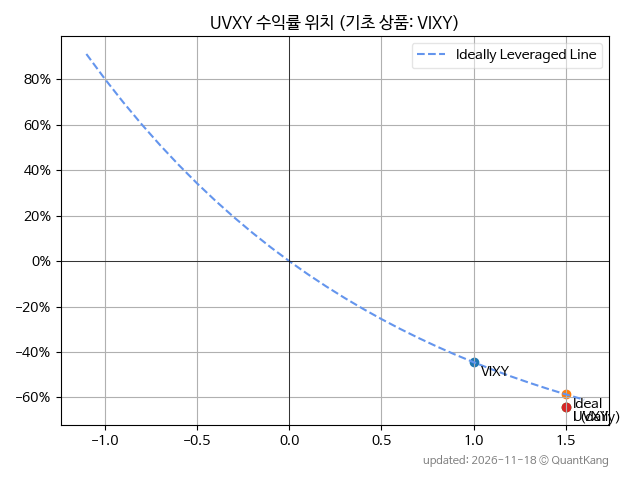 UVXY 수익률 위치 (기초 상품: VIXY)
Ideally Leveraged Line
80%
60%
40%
20%
0%
−20%
−40%
−60%
VIXY
Ideal
UVXY
−1.0
−0.5
0.0
0.5
1.0
1.5
updated: 2026-11-18 © QuantKang